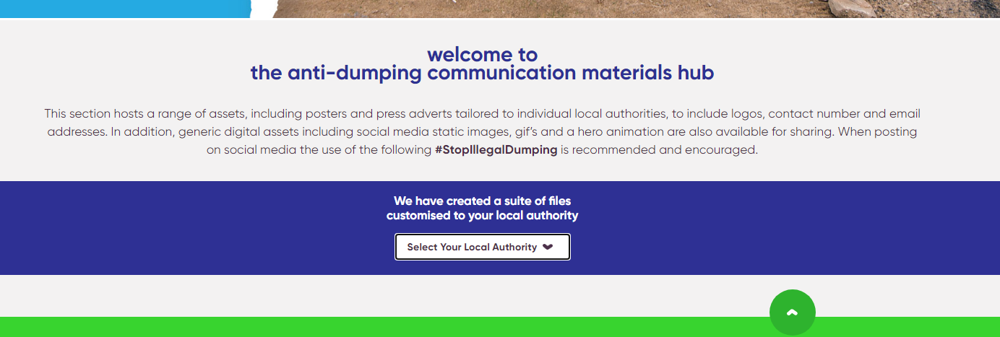 welcome to
the anti-dumping communication materials hub
This section hosts a range of assets, including posters and press adverts tailored to individual local authorities, to include logos, contact number and email
addresses. In addition, generic digital assets including social media static images, gif's and a hero animation are also available for sharing. When posting
on social media the use of the following #StopIllegalDumping is recommended and encouraged.
We have created a suite of files
customised to your local authority
Select Your Local Authority